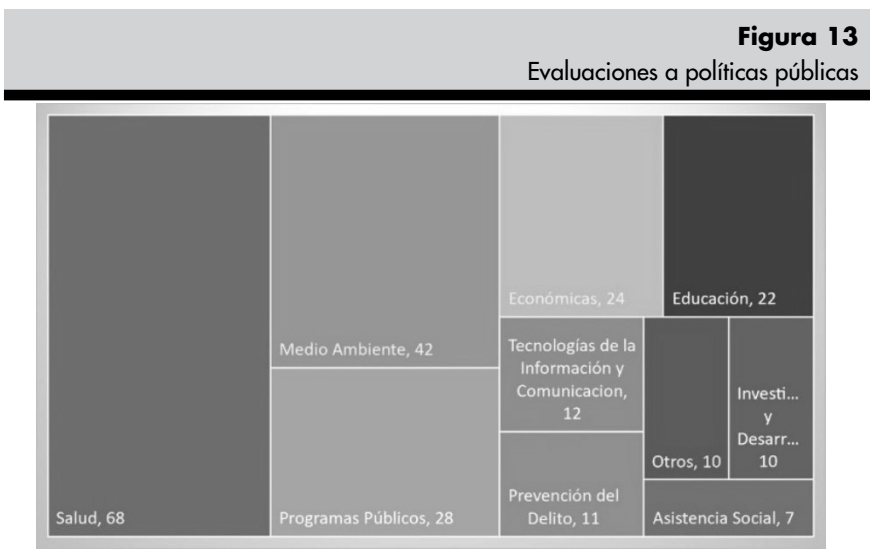 Figura 13
Evaluaciones a políticas públicas
Salud, 68
Medio Ambiente, 42
Programas Públicos, 28
Económicas, 24
Educación, 22
Tecnologías de la
Información y
Comunicacion,
12
Prevención del
Delito, 11
Otros, 10
Investi...
y
Desarr...
10
Asistencia Social, 7